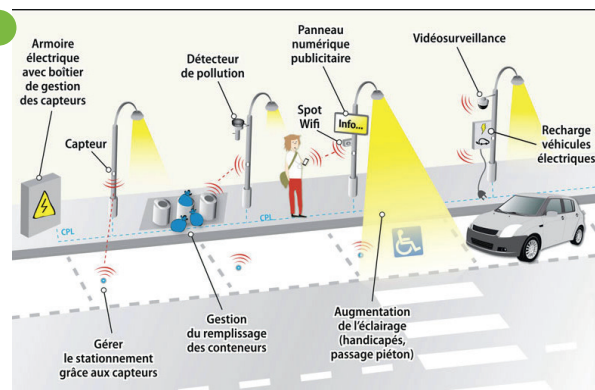 Armoire
électrique
avec boîtier
de gestion
des capteurs
Capteur
Détecteur
de pollution
Panneau
numérique
publicitaire
Spot
Wifi
Info...
Vidéosurveillance
Recharge
véhicules
électriques
CPL
CPL
CPL
Gérer
le stationnement
grâce aux capteurs
Gestion
du remplissage
des conteneurs
Augmentation
de l'éclairage
(handicapés,
passage piéton)